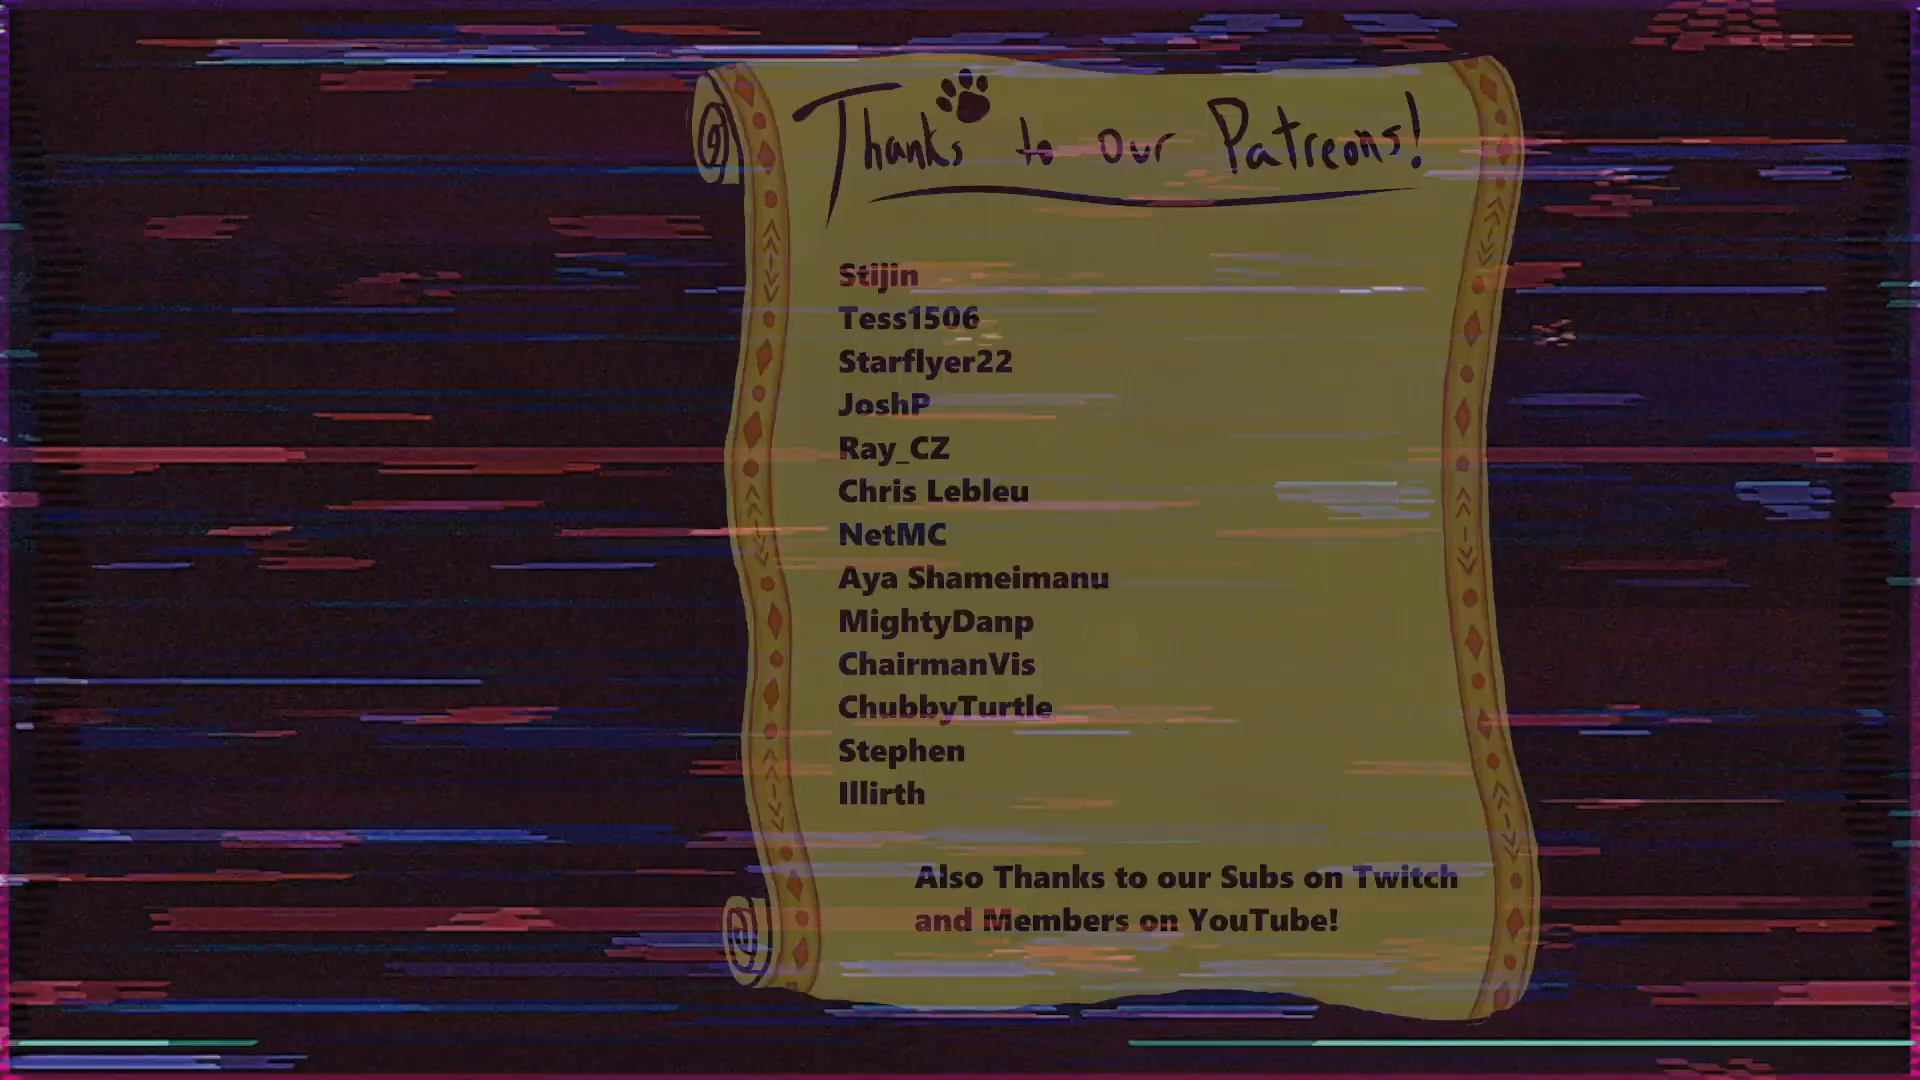 Thanks to our Patreons!
Stijin
Tess1506
Starflyer22
JoshP
Ray_CZ
Chris Lebleu
NetMC
Aya Shameimanu
MightyDanp
ChairmanVis
ChubbyTurtle
Stephen
Illirth
Also Thanks to our Subs on Twitch
and Members on YouTube!